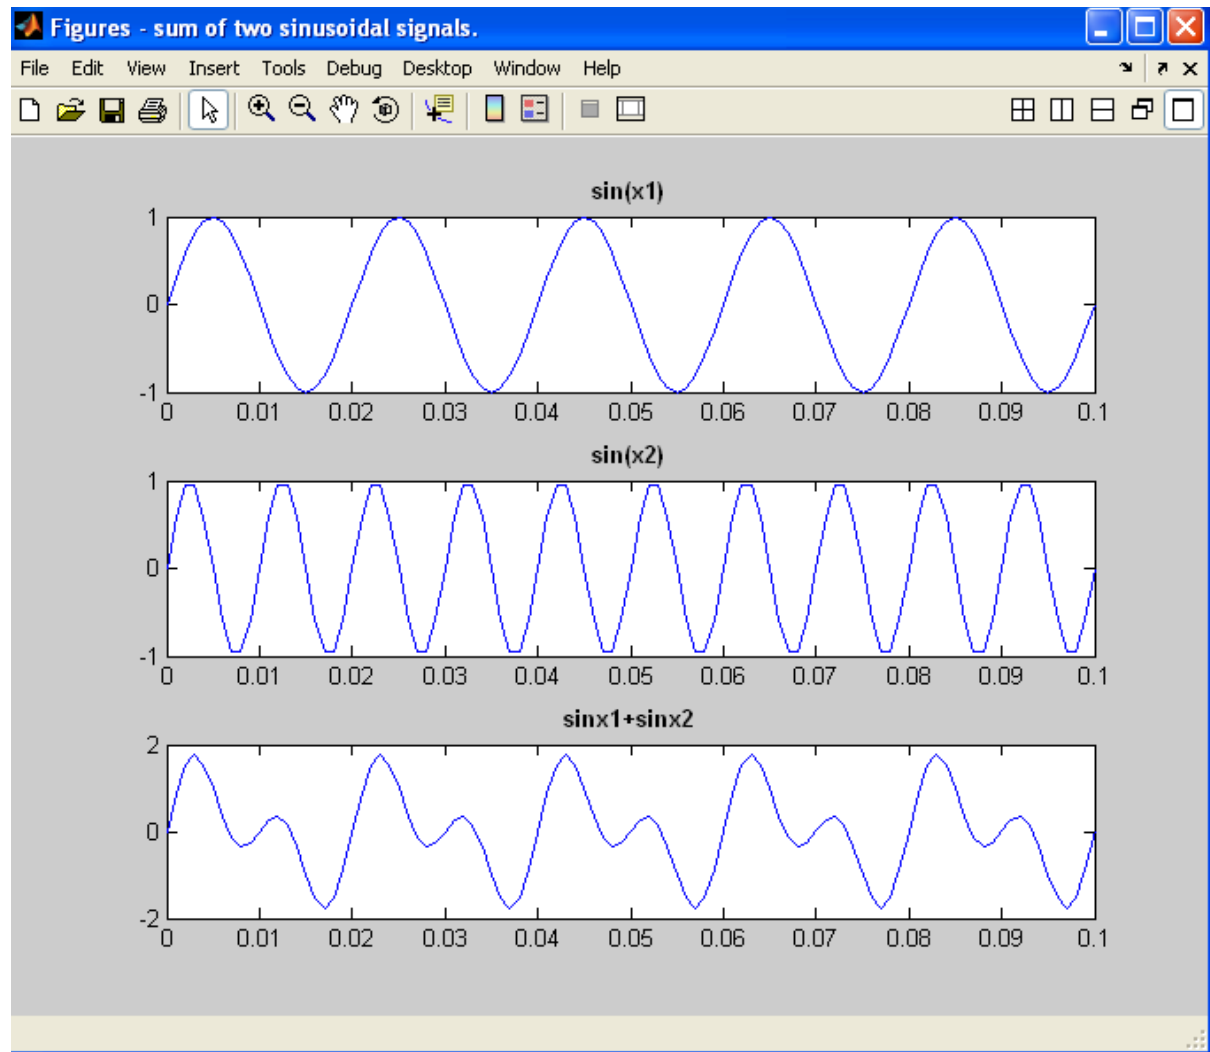 Figures - sum of two sinusoidal signals.
File Edit View Insert Tools Debug Desktop Window Help
sin(x1)
1
0
-1
0 0.01 0.02 0.03 0.04 0.05 0.06 0.07 0.08 0.09 0.1
sin(x2)
1
0
-1
0 0.01 0.02 0.03 0.04 0.05 0.06 0.07 0.08 0.09 0.1
sinx1+sinx2
2
0
-2
0 0.01 0.02 0.03 0.04 0.05 0.06 0.07 0.08 0.09 0.1